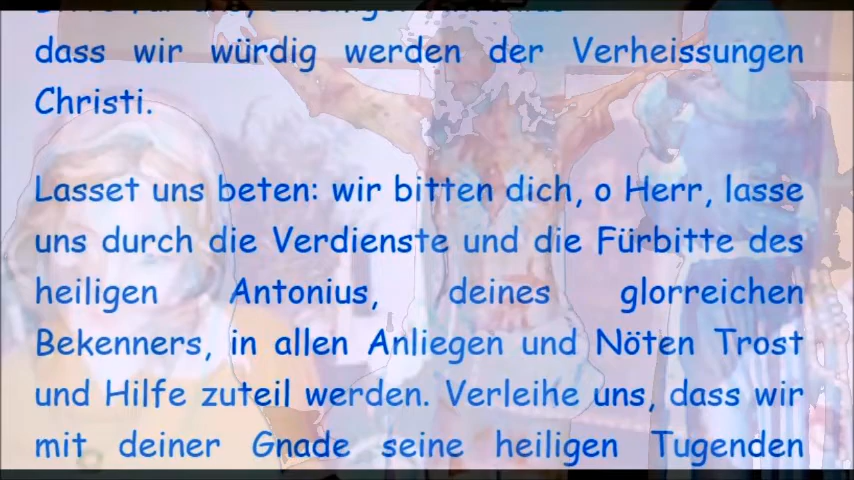 dass wir würdig werden der Verheissungen
Christi.
Lasset uns beten: wir bitten dich, o Herr, lasse
uns durch die Verdienste und die Fürbitte des
heiligen Antonius, deines glorreichen
Bekenners, in allen Anliegen und Nöten Trost
und Hilfe zuteil werden. Verleihe uns, dass wir
mit deiner Gnade seine heiligen Tugenden